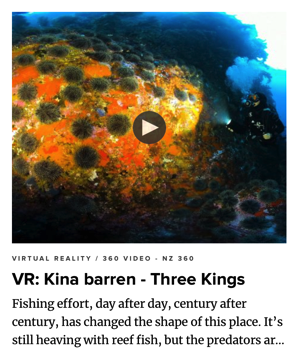 VIRTUAL REALITY / 360 VIDEO - NZ 360
VR: Kina barren - Three Kings
Fishing effort, day after day, century after
century, has changed the shape of this place. It’s
still heaving with reef fish, but the predators ar...